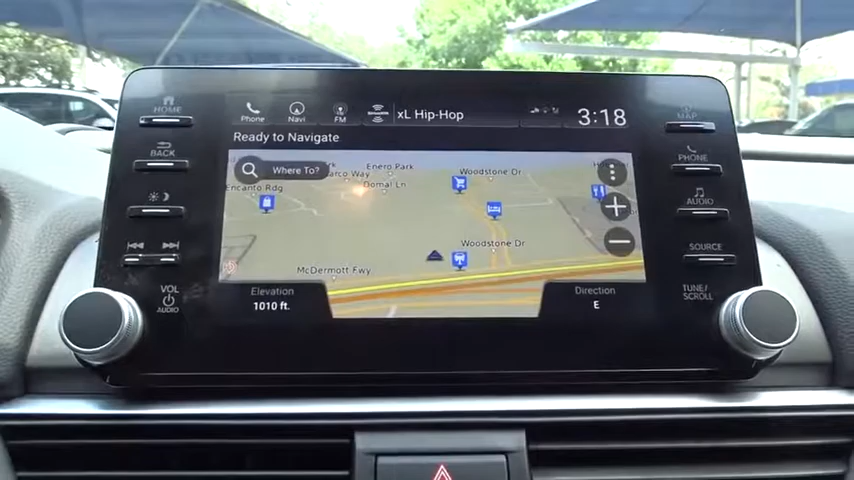 HOME
BACK
VOL
AUDIO
Phone
Navi
FM
SiriusXM
xL Hip-Hop
3:18
Ready to Navigate
Where To?
Enero Park
Woodstone Dr
arco Way
Domal Ln
Encanto Rdg
Woodstone Dr
McDermott Fwy
Elevation
1010 ft.
Direction
E
MAP
PHONE
AUDIO
SOURCE
TUNE/
SCROLL